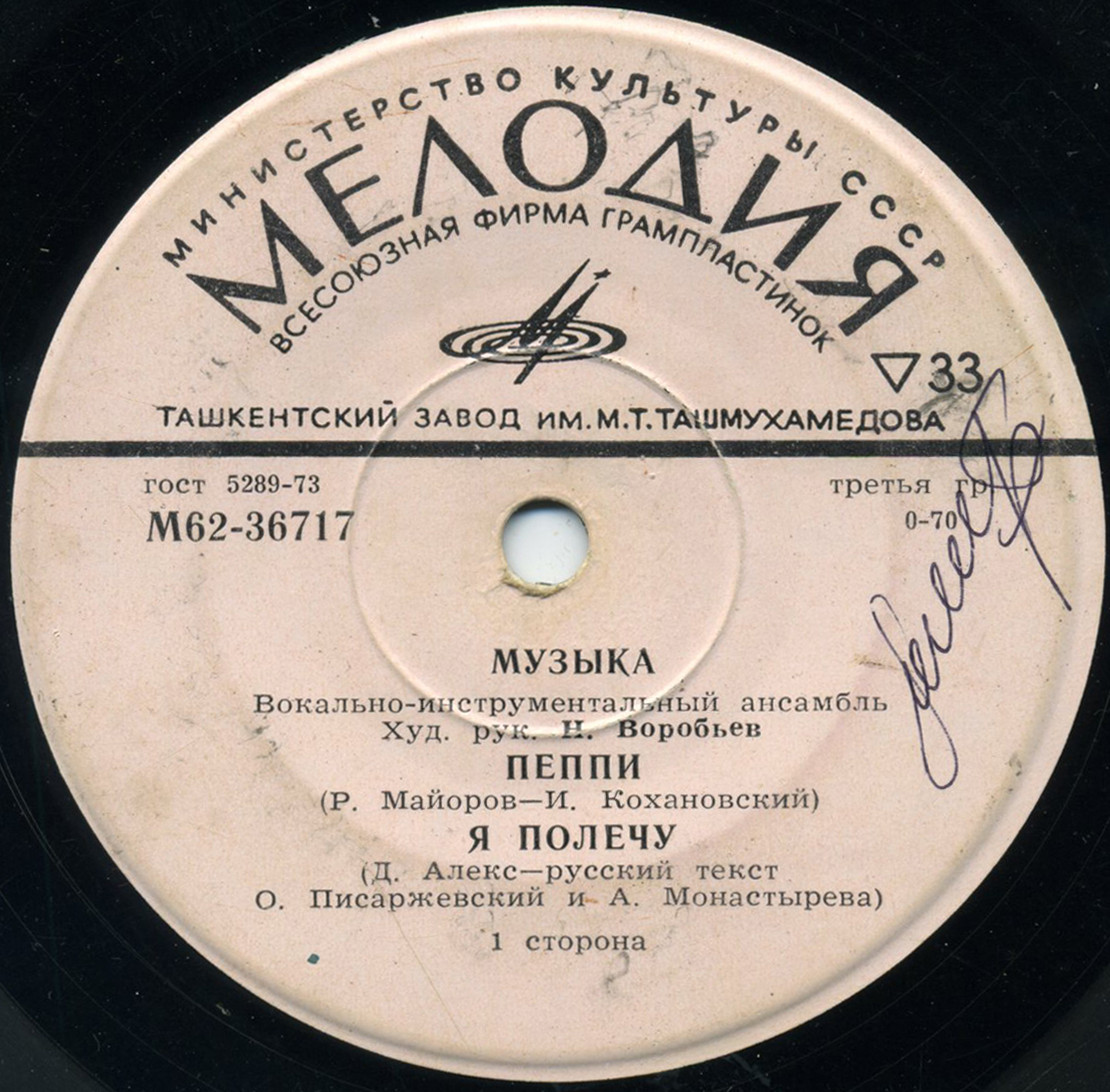 МИНИСТЕРСТВО КУЛЬТУРЫ СССР
МЕЛОДИЯ
ВСЕСОЮЗНАЯ ФИРМА ГРАМПЛАСТИНОК
33
ТАШКЕНТСКИЙ ЗАВОД ИМ. М.Т. ТАШМУХАМЕДОВА
гост 5289-73
третья гр
М62-36717
0-70
МУЗЫКА
Вокально-инструментальный ансамбль
Худ. рук. Н. Воробьев
ПЕППИ
(Р. Майоров—И. Кохановский)
Я ПОЛЕЧУ
(Д. Алекс—русский текст
О. Писаржевский и А. Монастырева)
1 сторона